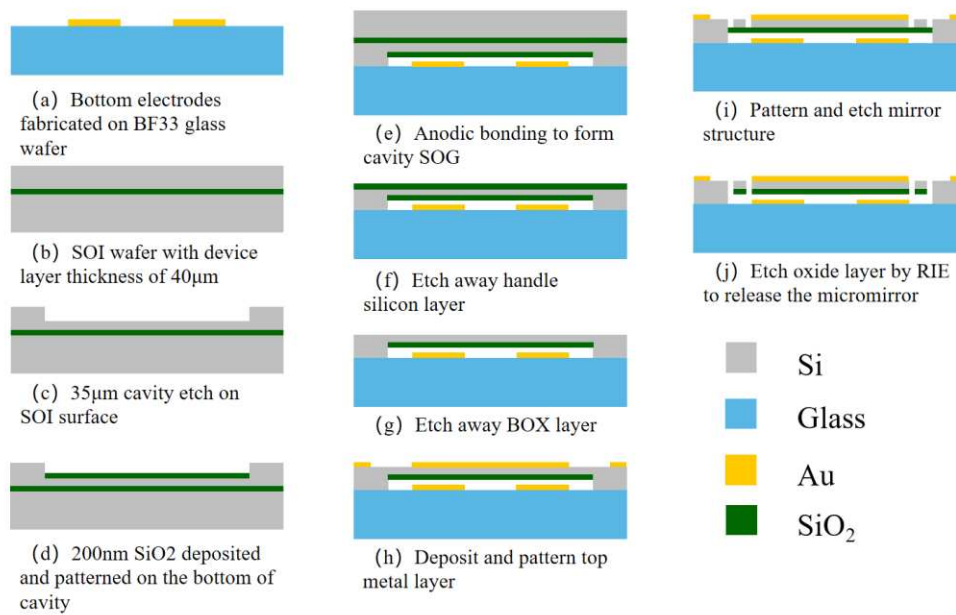 (a) Bottom electrodes
fabricated on BF33 glass
wafer
(b) SOI wafer with device
layer thickness of 40μm
(c) 35μm cavity etch on
SOI surface
(d) 200nm SiO2 deposited
and patterned on the bottom of
cavity
(e) Anodic bonding to form
cavity SOG
(f) Etch away handle
silicon layer
(g) Etch away BOX layer
(h) Deposit and pattern top
metal layer
(i) Pattern and etch mirror
structure
(j) Etch oxide layer by RIE
to release the micromirror
Si
Glass
Au
SiO₂